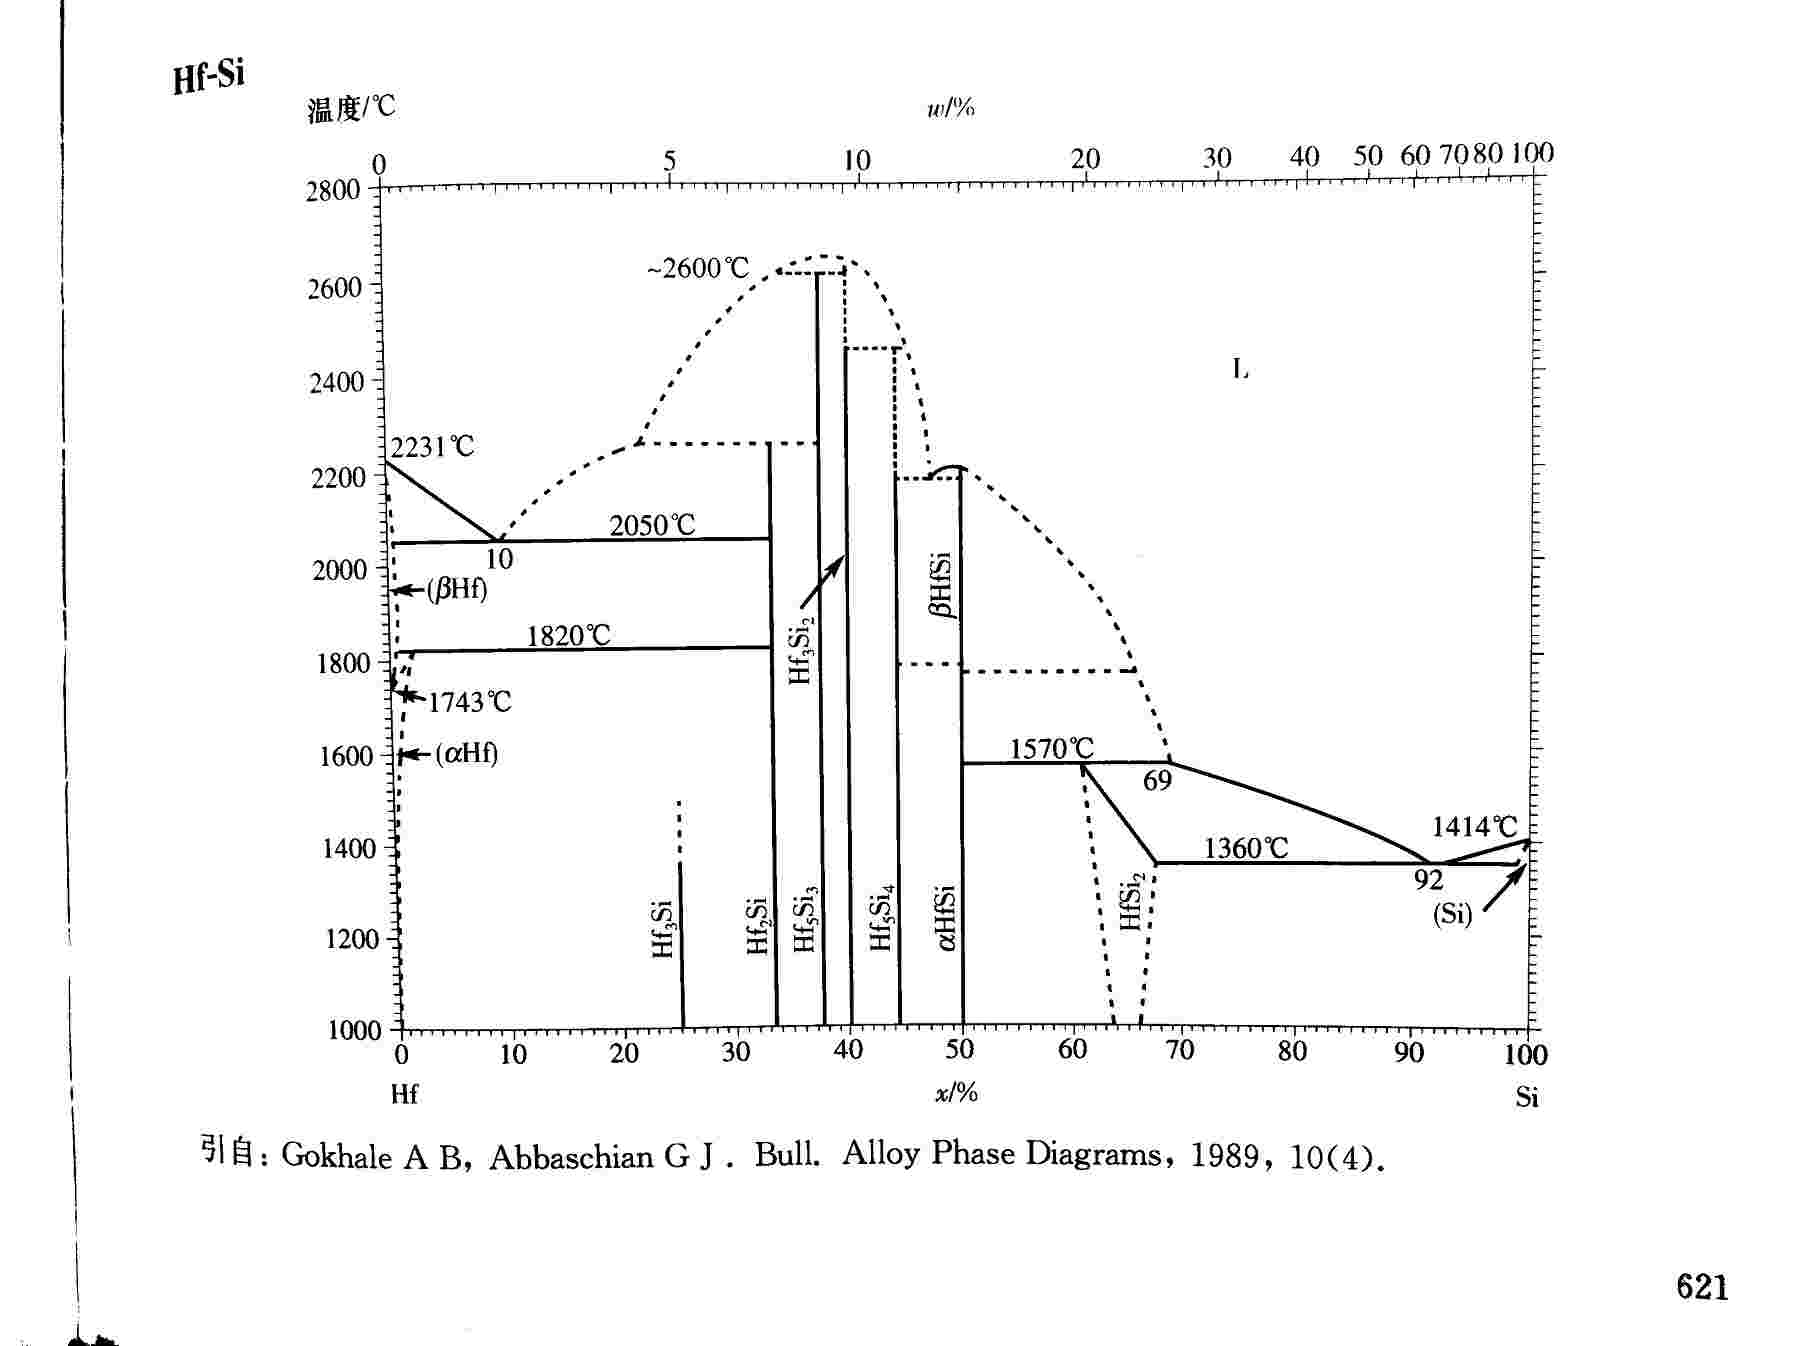 Hf-Si
温度/℃
w/%
0 5 10 20 30 40 50 60 70 80 100
2800
~2600℃
2600
L
2400
2231℃
2200
2050℃
10
2000
(βHf)
βHfSi
1820℃
Hf₃Si₂
1800
1743℃
1570℃
1600
(αHf)
69
1414℃
1400
1360℃
92
(Si)
Hf₃Si
Hf₂Si
Hf₅Si₃
Hf₅Si₄
αHfSi
HfSi₂
1200
1000
0 10 20 30 40 50 60 70 80 90 100
Hf x/% Si
引自: Gokhale A B, Abbaschian G J. Bull. Alloy Phase Diagrams, 1989, 10(4).
621